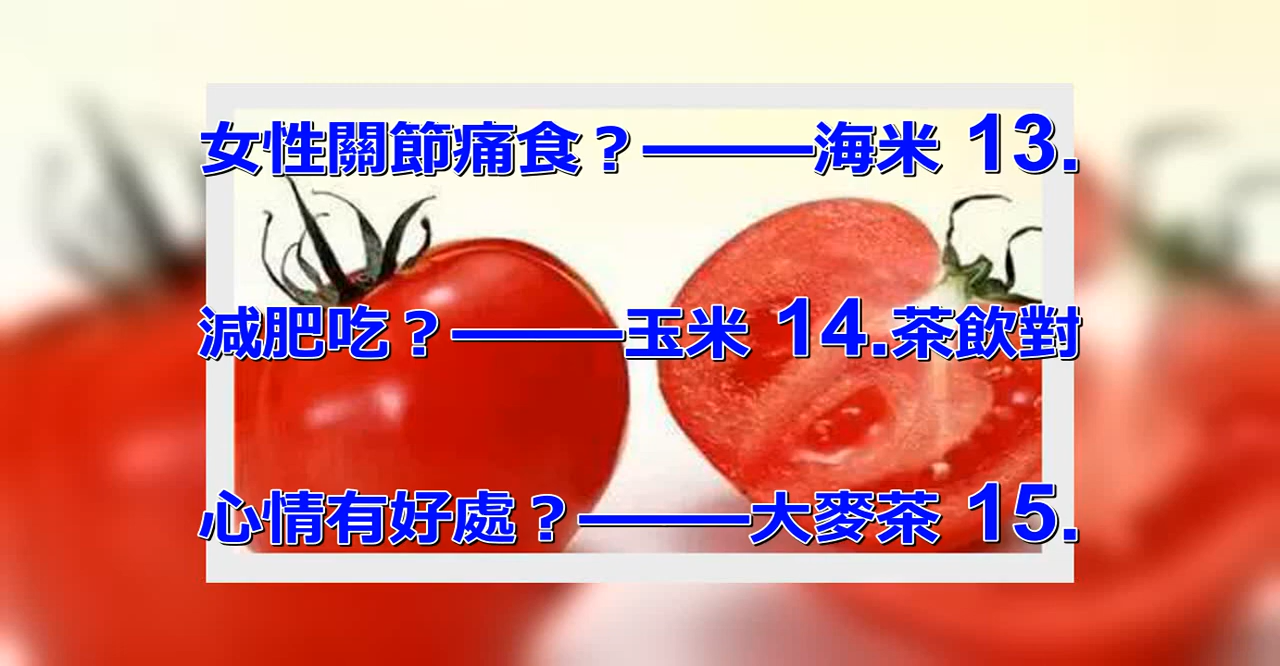 女性關節痛食？———海米 13.
減肥吃？———玉米 14.茶飲對
心情有好處？———大麥茶 15.